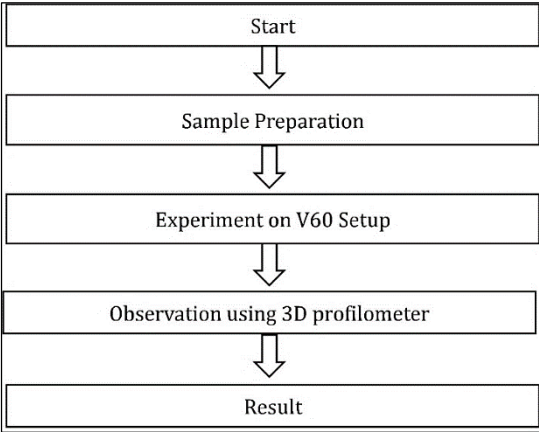 Start
Sample Preparation
Experiment on V60 Setup
Observation using 3D profilometer
Result